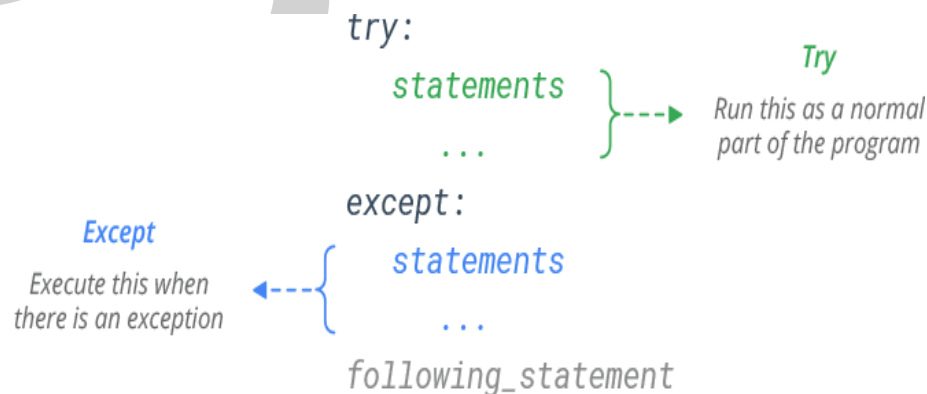 try:
statements
...
Try
Run this as a normal
part of the program
except:
Except
Execute this when
there is an exception
statements
...
following_statement